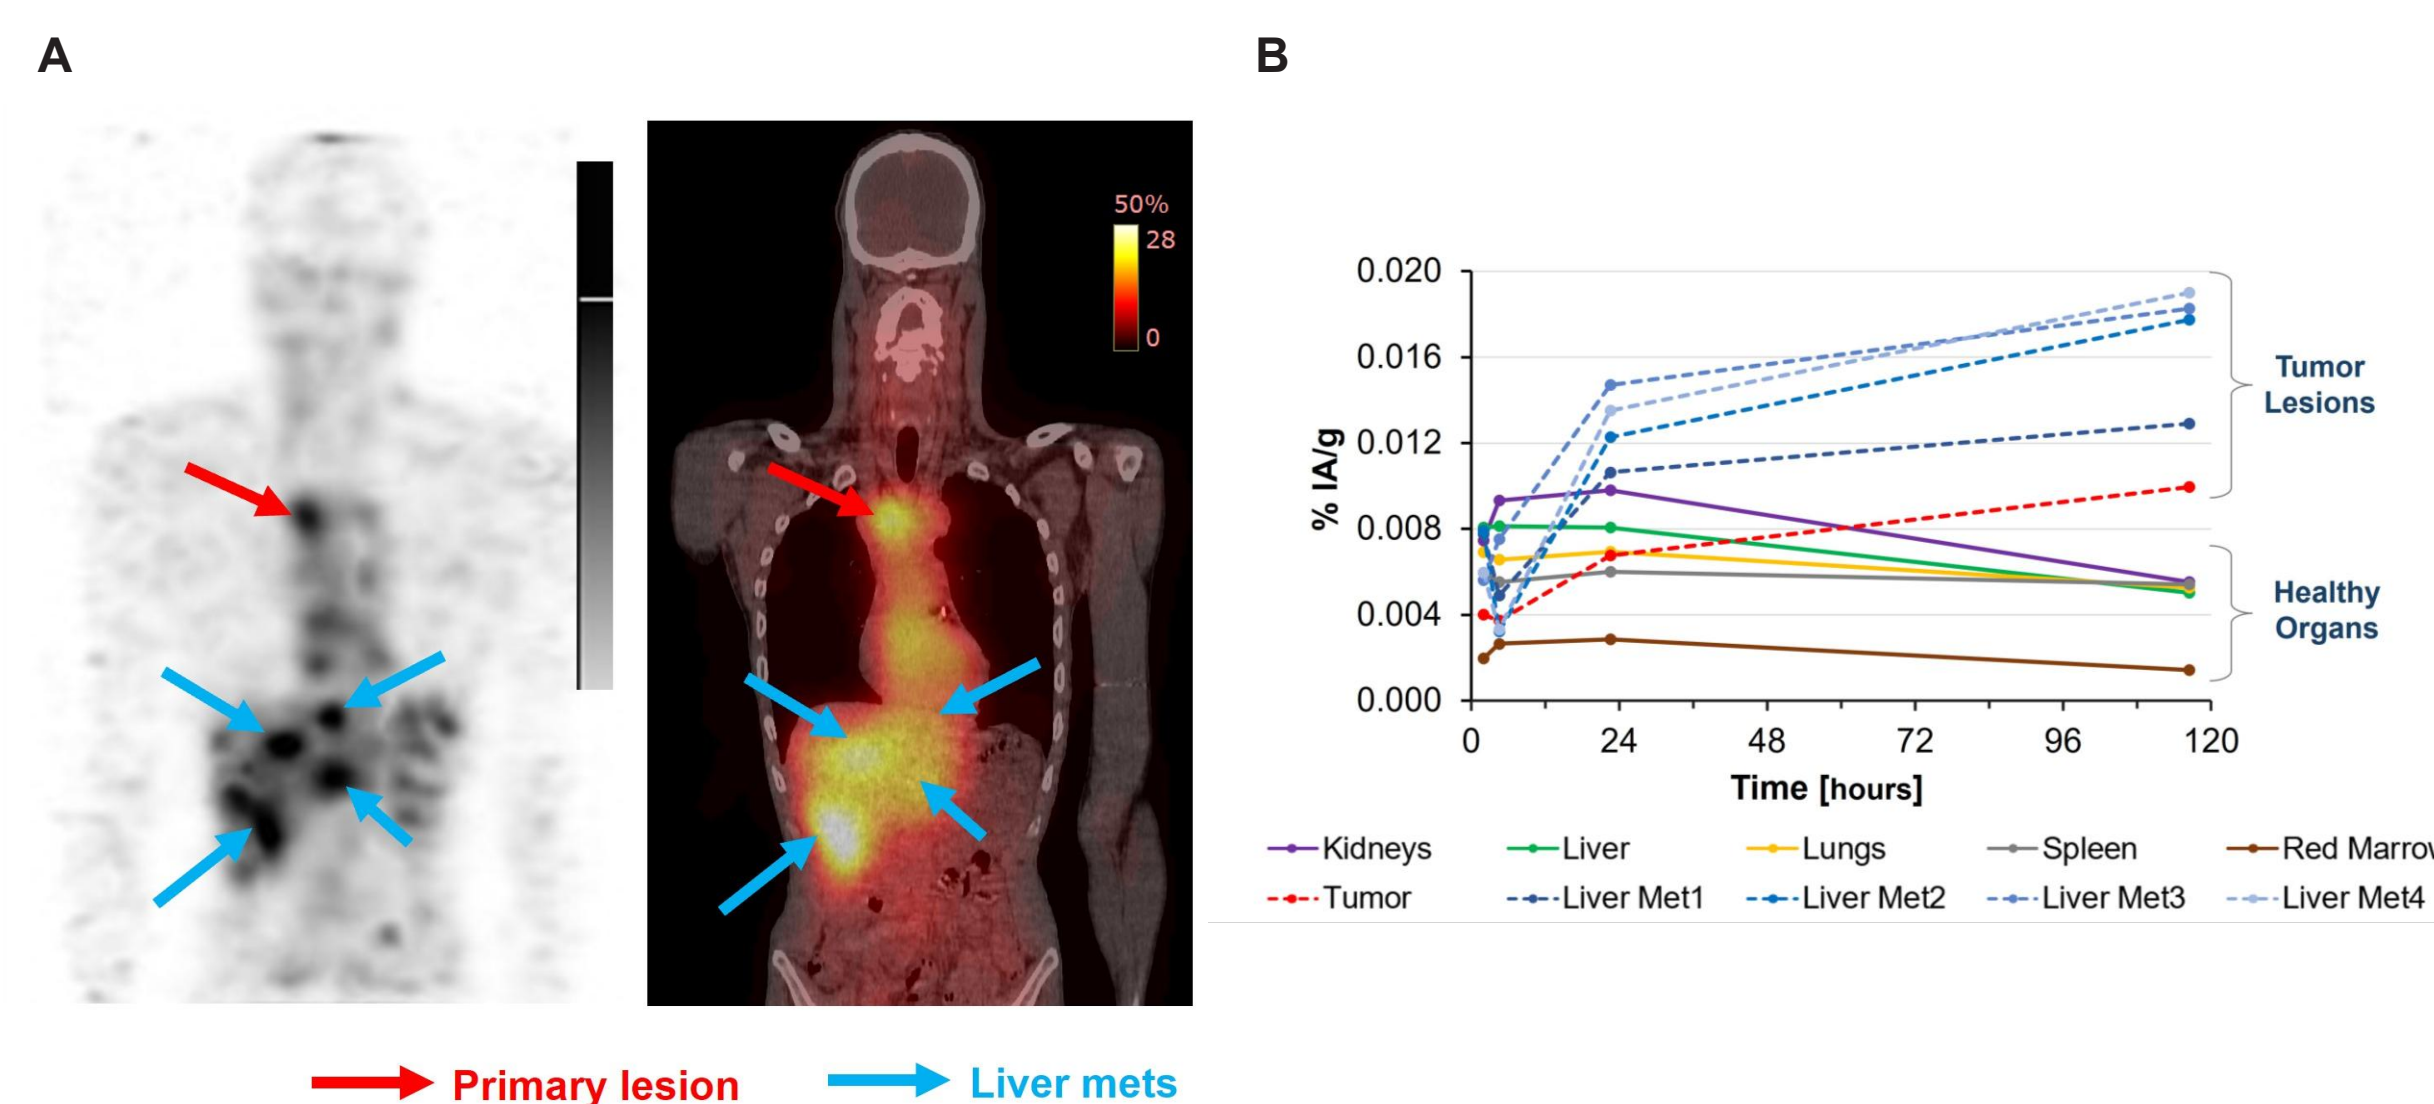 A
B
50%
28
0
Primary lesion
Liver mets
0.020
0.016
0.012
0.008
0.004
0.000
% IA/g
0 24 48 72 96 120
Time [hours]
Tumor
Lesions
Healthy
Organs
Kidneys Liver Lungs Spleen Red Marrow
Tumor Liver Met1 Liver Met2 Liver Met3 Liver Met4